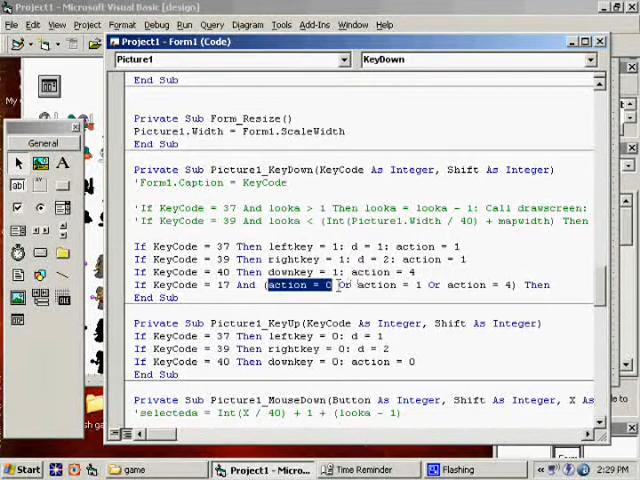 Project1 - Microsoft Visual Basic [design]
File Edit View Project Format Debug Run Query Diagram Tools Add-Ins Window Help
Project1 - Form1 (Code)
Picture1 KeyDown
End Sub
Private Sub Form_Resize()
Picture1.Width = Form1.ScaleWidth
End Sub
Private Sub Picture1_KeyDown(KeyCode As Integer, Shift As Integer)
'Form1.Caption = KeyCode
'If KeyCode = 37 And looka > 1 Then looka = looka - 1: Call drawscreen:
'If KeyCode = 39 And looka < (Int(Picture1.Width / 40) + mapwidth) Then
If KeyCode = 37 Then leftkey = 1: d = 1: action = 1
If KeyCode = 39 Then rightkey = 1: d = 2: action = 1
If KeyCode = 40 Then downkey = 1: action = 4
If KeyCode = 17 And (action = 0 Or action = 1 Or action = 4) Then
End Sub
Private Sub Picture1_KeyUp(KeyCode As Integer, Shift As Integer)
If KeyCode = 37 Then leftkey = 0: d = 1
If KeyCode = 39 Then rightkey = 0: d = 2
If KeyCode = 40 Then downkey = 0: action = 0
End Sub
Private Sub Picture1_MouseDown(Button As Integer, Shift As Integer, X As
'selecteda = Int(X / 40) + 1 + (looka - 1)
General
A
ab
Start game Project1 - Micro... Time Reminder Flashing 2:29 PM